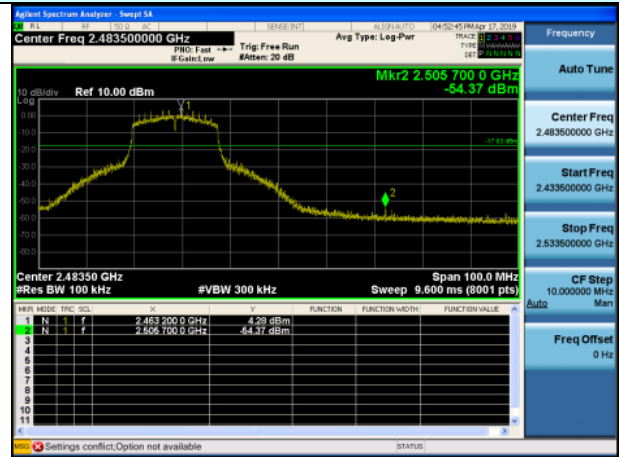 Agilent Spectrum Analyzer - Swept SA
RL RF 50 Ω AC SENSE:INT ALIGN AUTO 04:52:45 PM Apr 17, 2019
Center Freq 2.483500000 GHz
PNO: Fast
IFGain:Low
Trig: Free Run
#Atten: 20 dB
Avg Type: Log-Pwr
TRACE 1 2 3 4 5 6
TYPE
DET P N N N N N
Mkr2 2.505 700 0 GHz
-54.37 dBm
10 dB/div Ref 10.00 dBm
Log
0.00
-10.0
-20.0
-30.0
-40.0
-50.0
-60.0
-70.0
-80.0
1
2
Center 2.48350 GHz Span 100.0 MHz
#Res BW 100 kHz #VBW 300 kHz Sweep 9.600 ms (8001 pts)
MKR MODE TRC SCL X Y FUNCTION FUNCTION WIDTH FUNCTION VALUE
1 N 1 f 2.463 200 0 GHz 4.28 dBm
2 N 1 f 2.505 700 0 GHz -54.37 dBm
3
4
5
6
7
8
9
10
11
MSG Settings conflict;Option not available STATUS
Frequency
Auto Tune
Center Freq
2.483500000 GHz
Start Freq
2.433500000 GHz
Stop Freq
2.533500000 GHz
CF Step
10.000000 MHz
Auto Man
Freq Offset
0 Hz